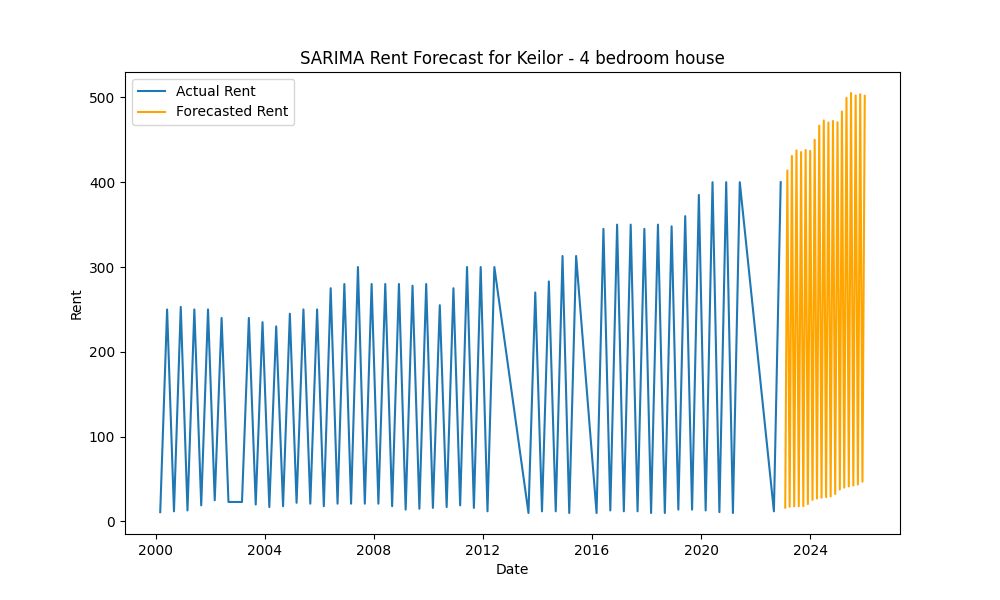 SARIMA Rent Forecast for Keilor - 4 bedroom house
Actual Rent
Forecasted Rent
500
400
300
200
100
0
Rent
2000 2004 2008 2012 2016 2020 2024
Date